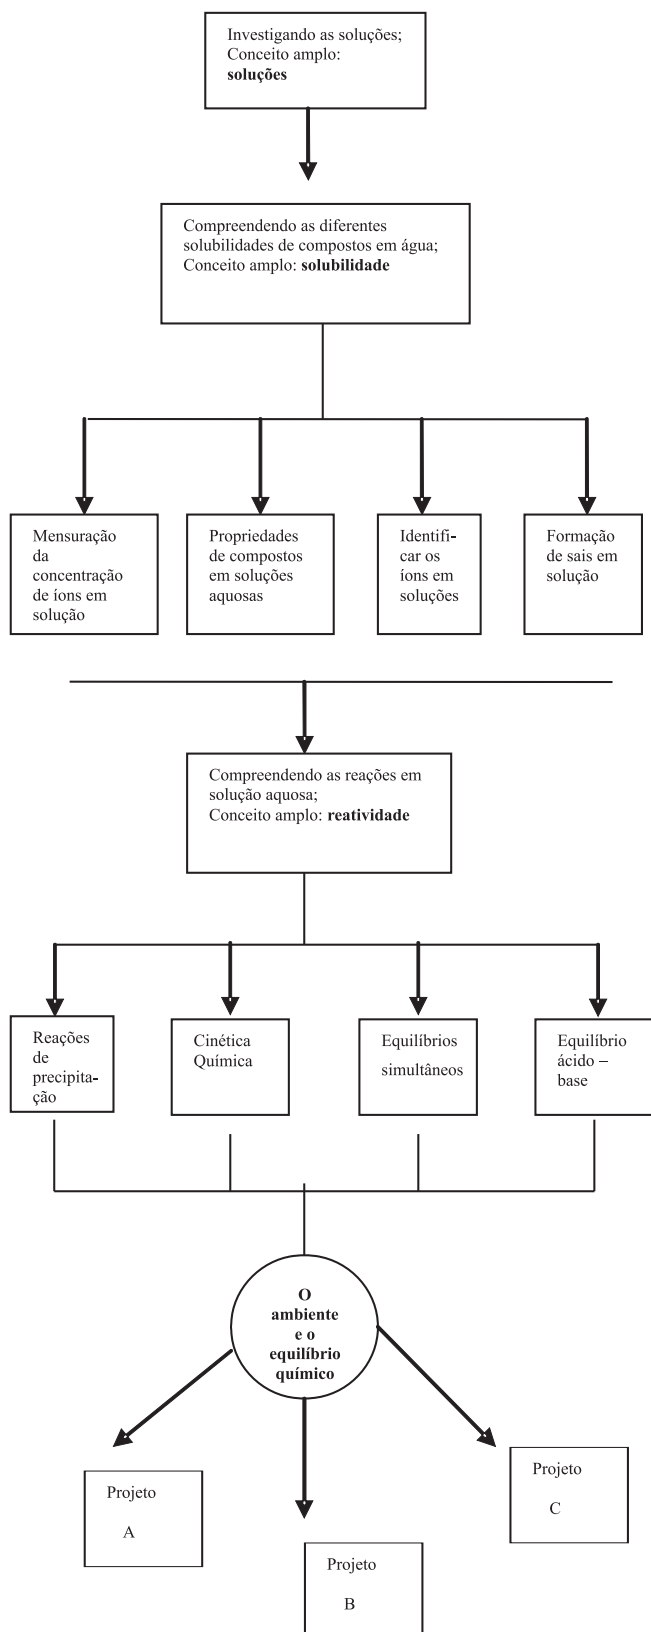 Investigando as soluções;
Conceito amplo:
soluções
Compreendendo as diferentes
solubilidades de compostos em água;
Conceito amplo: solubilidade
Mensuração
da
concentração
de íons em
solução
Propriedades
de compostos
em soluções
aquosas
Identifi-
car os
íons em
soluções
Formação
de sais em
solução
Compreendendo as reações em
solução aquosa;
Conceito amplo: reatividade
Reações
de
precipita-
ção
Cinética
Química
Equilíbrios
simultâneos
Equilíbrio
ácido –
base
O
ambiente
e o
equilíbrio
químico
Projeto
A
Projeto
B
Projeto
C